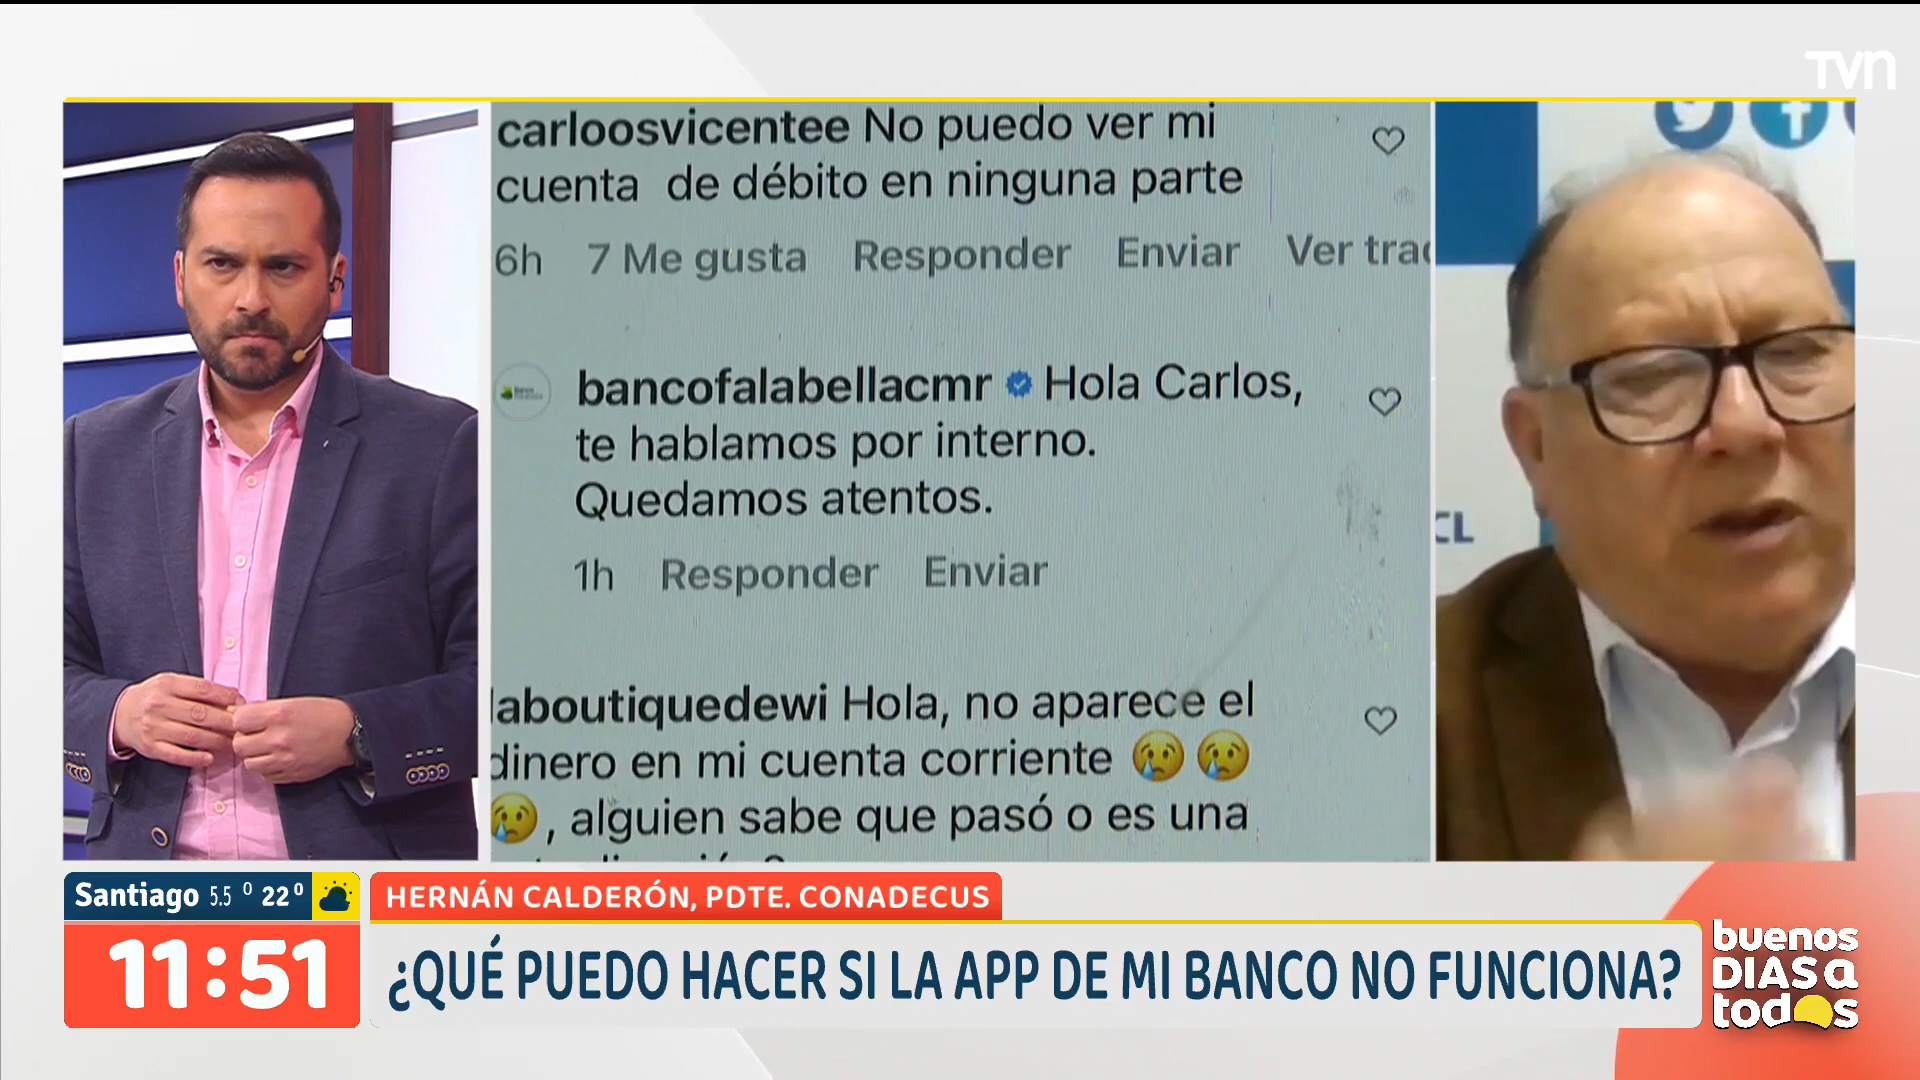 TVN
carloosvicentee No puedo ver mi
cuenta de débito en ninguna parte
6h 7 Me gusta Responder Enviar Ver
bancofalabellacmr Hola Carlos,
te hablamos por interno.
Quedamos atentos.
1h Responder Enviar
laboutiquedewi Hola, no aparece el
dinero en mi cuenta corriente 😢 😢
😢, alguien sabe que pasó o es una
CL
Santiago 5.5° 22°
HERNÁN CALDERÓN, PDTE. CONADECUS
11:51
¿QUÉ PUEDO HACER SI LA APP DE MI BANCO NO FUNCIONA?
buenos
DIAS a
todos